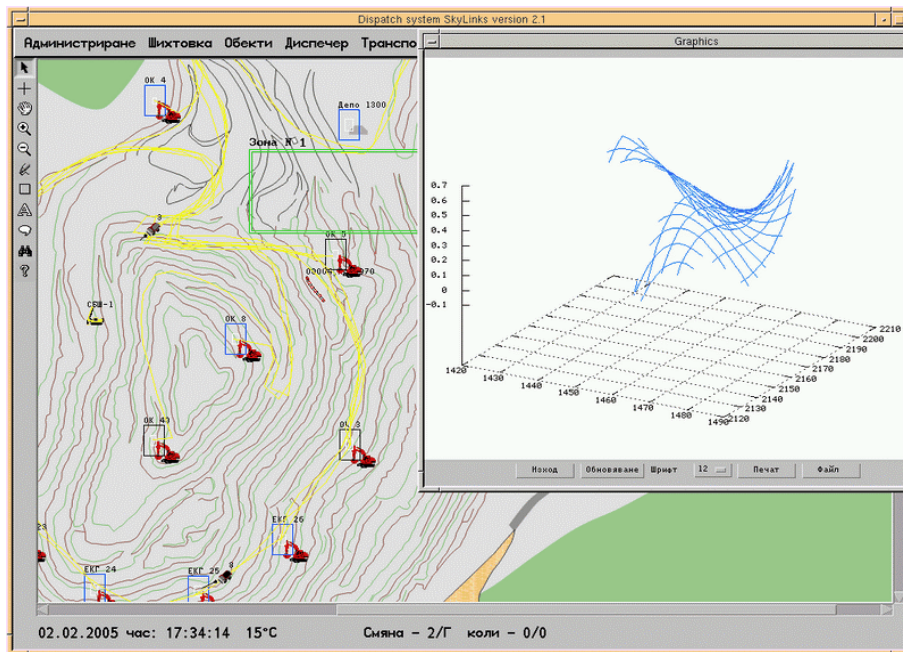 Dispatch system SkyLinks version 2.1
Администриране Шихтовка Обекти Диспечер Транспо
Graphics
ОК 4
Депо 1300
Зона № 1
3
ОК 5
СБШ-1
ОК 8
ОК 43
ЕКГ 26
23
8
ЕКГ 24
ЕКГ 25
0.7
0.6
0.5
0.4
0.3
0.2
0.1
0
-0.1
1420
1430
1440
1450
1460
1470
1480
1490
2120
2130
2140
2150
2160
2170
2180
2190
2200
2210
Обновяване Шрифт 12 Печат Файл
02.02.2005 час: 17:34:14 15°C Смяна - 2/Г коли - 0/0